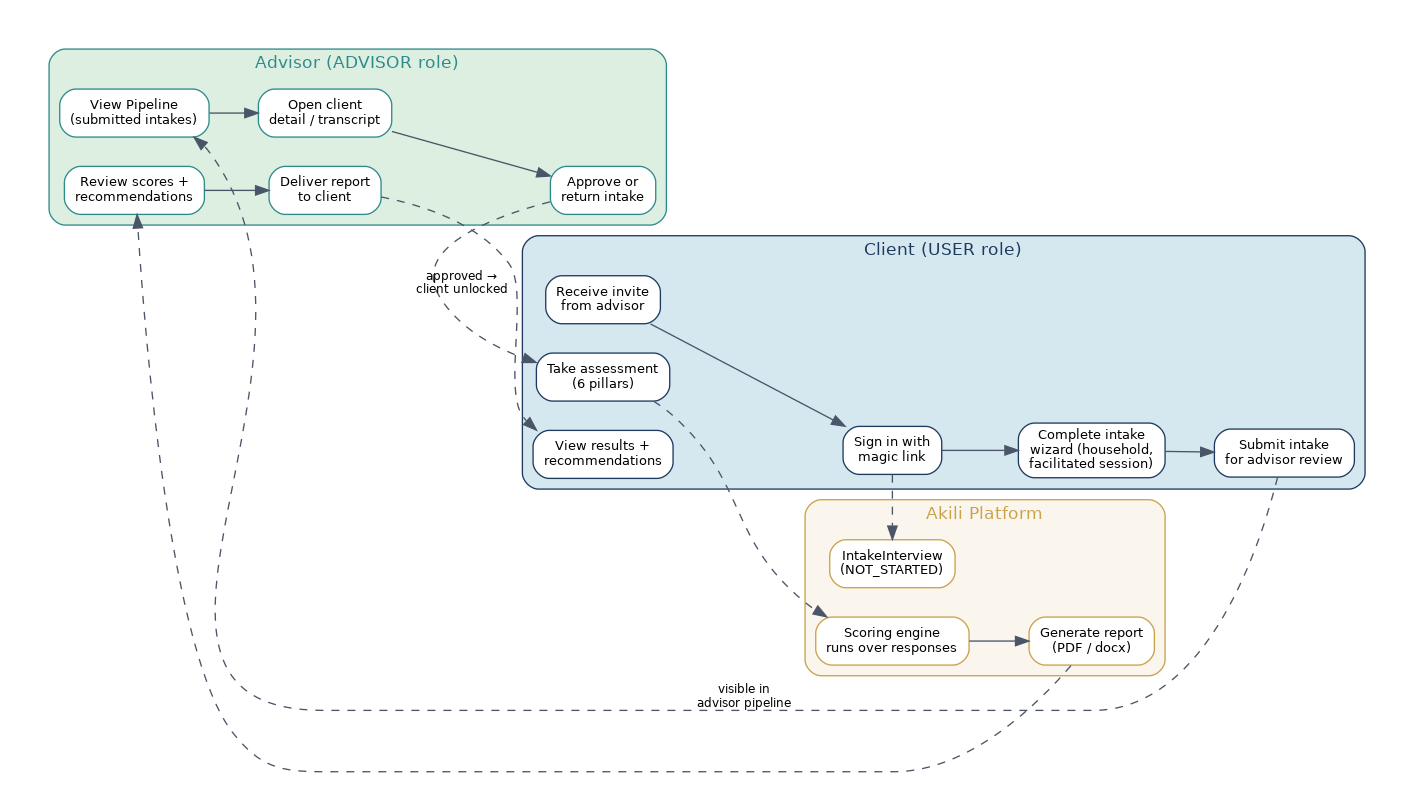 Advisor (ADVISOR role)
View Pipeline
(submitted intakes)
Open client
detail / transcript
Review scores +
recommendations
Deliver report
to client
Approve or
return intake
approved →
client unlocked
Client (USER role)
Receive invite
from advisor
Take assessment
(6 pillars)
View results +
recommendations
Sign in with
magic link
Complete intake
wizard (household,
facilitated session)
Submit intake
for advisor review
Akili Platform
IntakeInterview
(NOT_STARTED)
Scoring engine
runs over responses
Generate report
(PDF / docx)
visible in
advisor pipeline